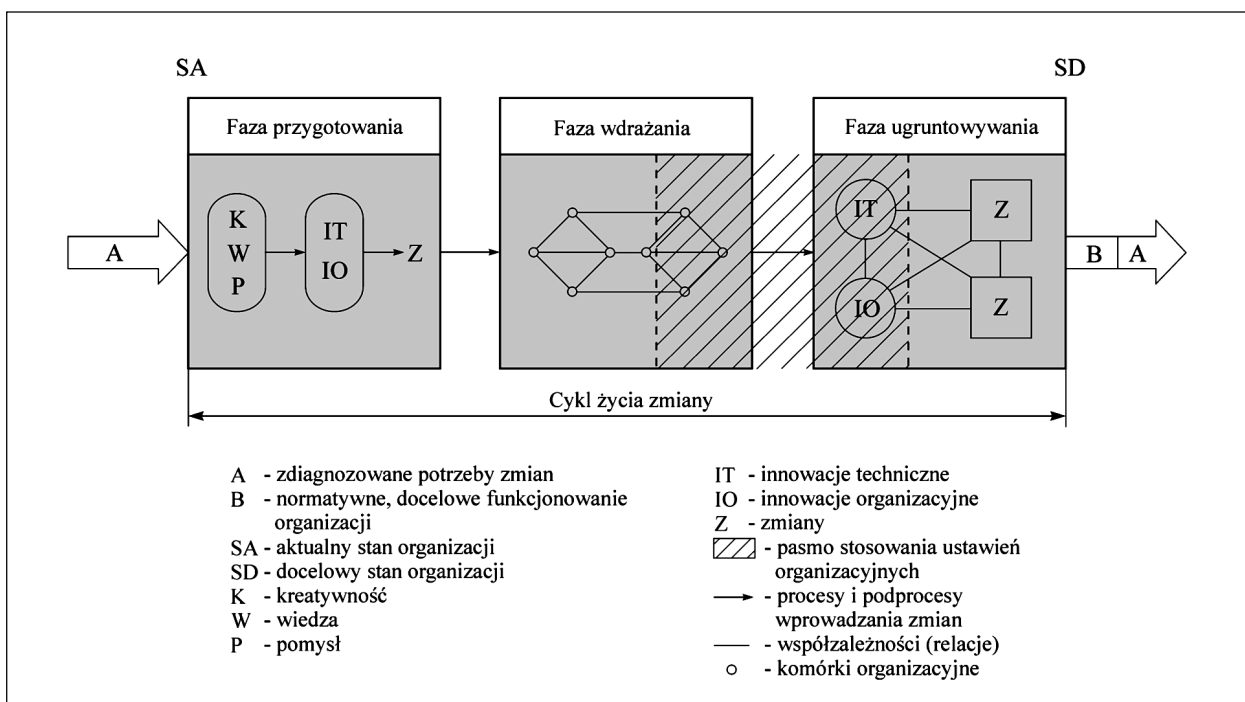 SA
SD
Faza przygotowania
Faza wdrażania
Faza ugruntowywania
A
K
W
P
IT
IO
Z
IT
IO
Z
Z
B
A
Cykl życia zmiany
A - zdiagnozowane potrzeby zmian
B - normatywne, docelowe funkcjonowanie
organizacji
SA - aktualny stan organizacji
SD - docelowy stan organizacji
K - kreatywność
W - wiedza
P - pomysł
IT - innowacje techniczne
IO - innowacje organizacyjne
Z - zmiany
- pasmo stosowania ustawień
organizacyjnych
- procesy i podprocesy
wprowadzania zmian
- współzależności (relacje)
- komórki organizacyjne